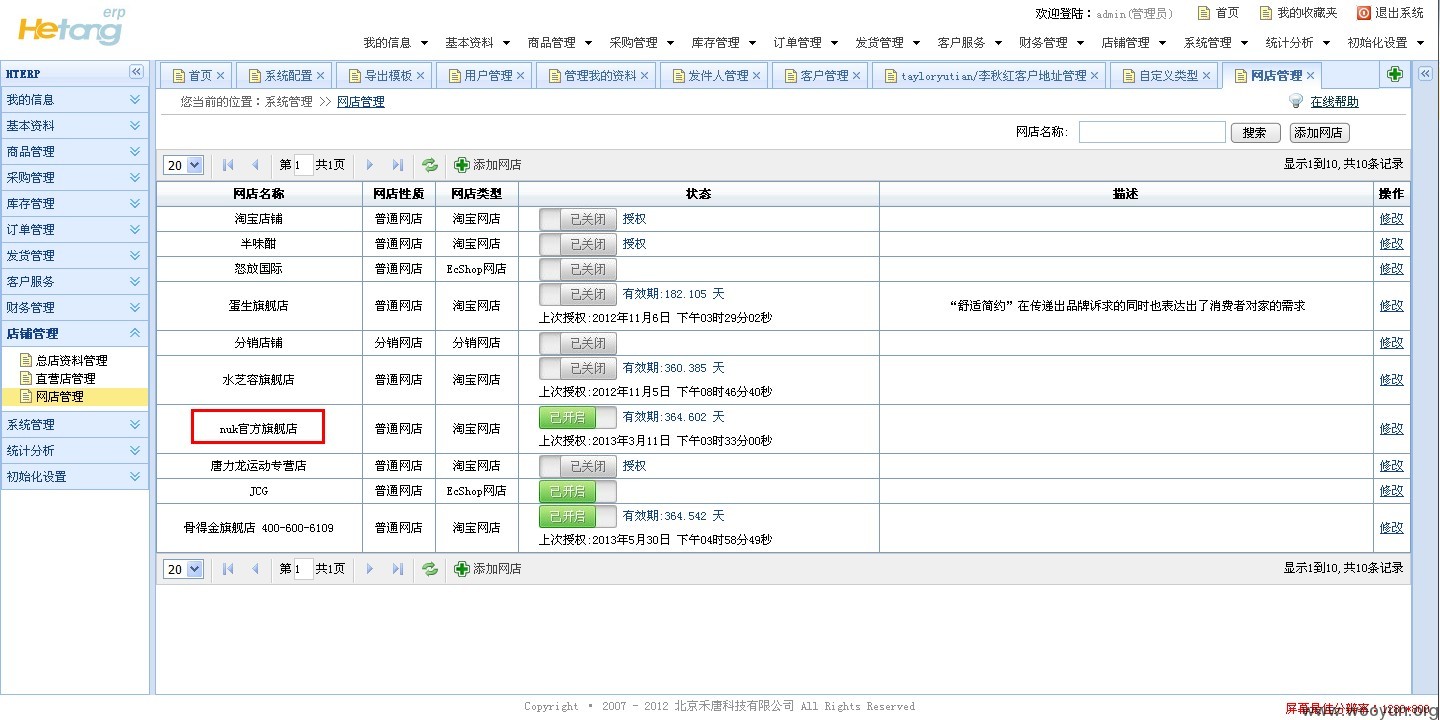 Hetang erp
欢迎登陆：admin(管理员) 首页 我的收藏夹 退出系统
我的信息 基本资料 商品管理 采购管理 库存管理 订单管理 发货管理 客户服务 财务管理 店铺管理 系统管理 统计分析 初始化设置
HTERP
首页 系统配置 导出模板 用户管理 管理我的资料 发件人管理 客户管理 tayloryutian/李秋红客户地址管理 自定义类型 网店管理
我的信息
基本资料
商品管理
采购管理
库存管理
订单管理
发货管理
客户服务
财务管理
店铺管理
总店资料管理
直营店管理
网店管理
系统管理
统计分析
初始化设置
您当前的位置：系统管理 >> 网店管理
在线帮助
网店名称: 搜索 添加网店
20 第 1 共1页 添加网店 显示1到10,共10条记录
网店名称 网店性质 网店类型 状态 描述 操作
淘宝店铺 普通网店 淘宝网店 已关闭 授权 修改
半味酣 普通网店 淘宝网店 已关闭 授权 修改
怒放国际 普通网店 EcShop网店 已关闭 修改
蛋生旗舰店 普通网店 淘宝网店 已关闭 有效期:182.105 天 “舒适简约”在传递出品牌诉求的同时也表达出了消费者对家的需求 修改
上次授权:2012年11月6日 下午03时29分02秒
分销店铺 分销网店 分销网店 已关闭 修改
水芝容旗舰店 普通网店 淘宝网店 已关闭 有效期:360.385 天 修改
上次授权:2012年11月5日 下午08时46分40秒
nuk官方旗舰店 普通网店 淘宝网店 已开启 有效期:364.602 天 修改
上次授权:2013年3月11日 下午03时33分00秒
唐力龙运动专营店 普通网店 淘宝网店 已关闭 授权 修改
JCG 普通网店 EcShop网店 已开启 修改
骨得金旗舰店 400-600-6109 普通网店 淘宝网店 已开启 有效期:364.542 天 修改
上次授权:2013年5月30日 下午04时58分49秒
20 第 1 共1页 添加网店 显示1到10,共10条记录
Copyright • 2007 - 2012 北京禾唐科技有限公司 All Rights Reserved
屏幕最佳分辨率：1280*800
www.wooyun.org